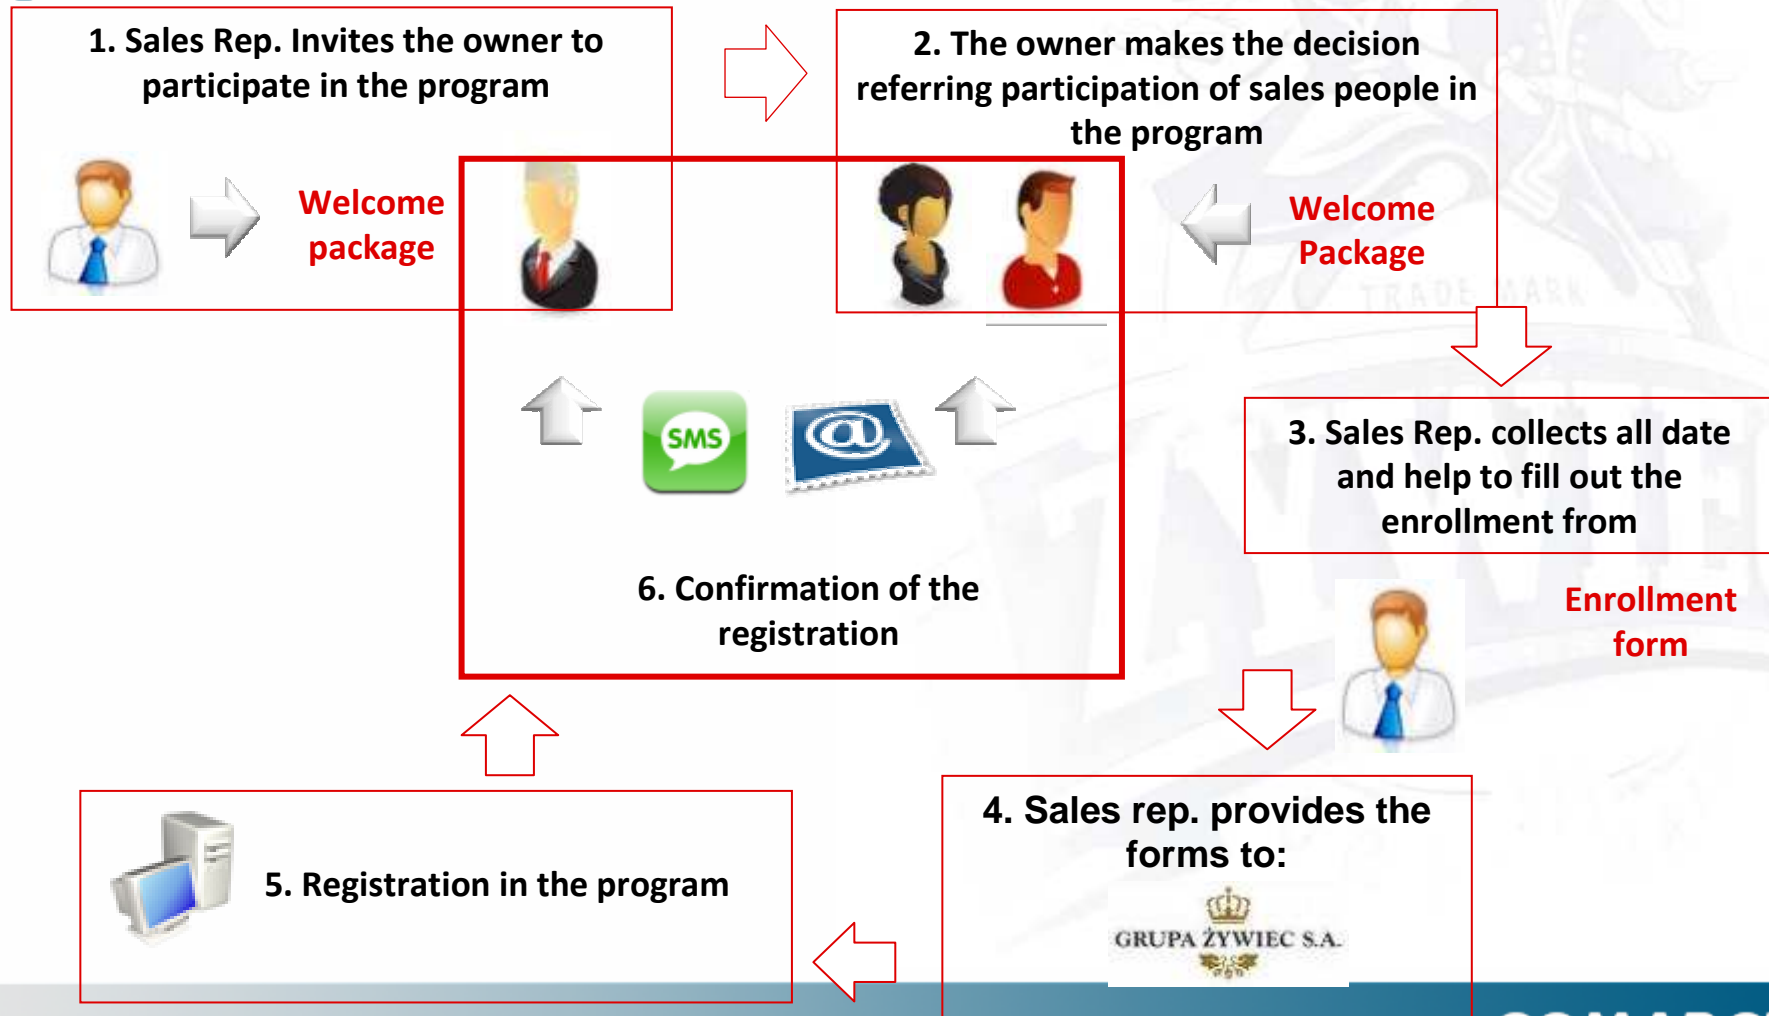 1. Sales Rep. Invites the owner to
participate in the program
Welcome
package
2. The owner makes the decision
referring participation of sales people in
the program
Welcome
Package
TRADE MARK
3. Sales Rep. collects all date
and help to fill out the
enrollment from
Enrollment
form
SMS
@
6. Confirmation of the
registration
4. Sales rep. provides the
forms to:
GRUPA ŻYWIEC S.A.
5. Registration in the program